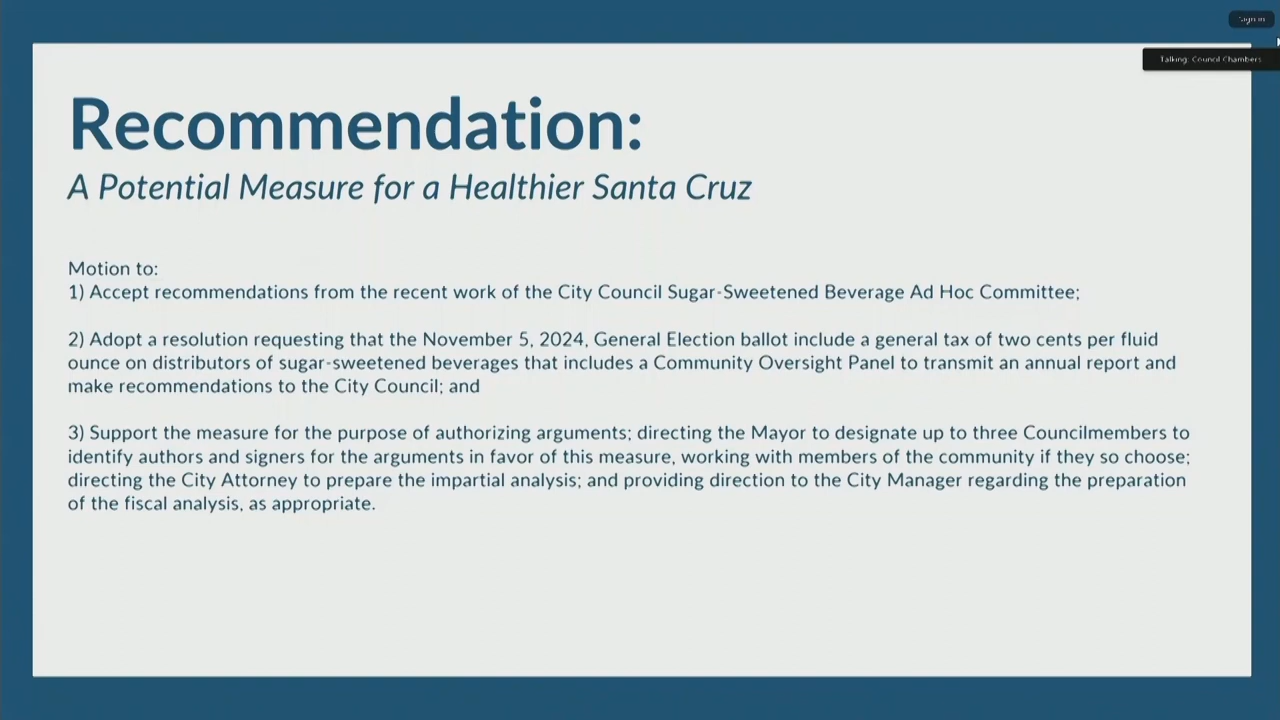 Sign in
Talking: Council Chambers
Recommendation:
A Potential Measure for a Healthier Santa Cruz
Motion to:
1) Accept recommendations from the recent work of the City Council Sugar-Sweetened Beverage Ad Hoc Committee;
2) Adopt a resolution requesting that the November 5, 2024, General Election ballot include a general tax of two cents per fluid
ounce on distributors of sugar-sweetened beverages that includes a Community Oversight Panel to transmit an annual report and
make recommendations to the City Council; and
3) Support the measure for the purpose of authorizing arguments; directing the Mayor to designate up to three Councilmembers to
identify authors and signers for the arguments in favor of this measure, working with members of the community if they so choose;
directing the City Attorney to prepare the impartial analysis; and providing direction to the City Manager regarding the preparation
of the fiscal analysis, as appropriate.